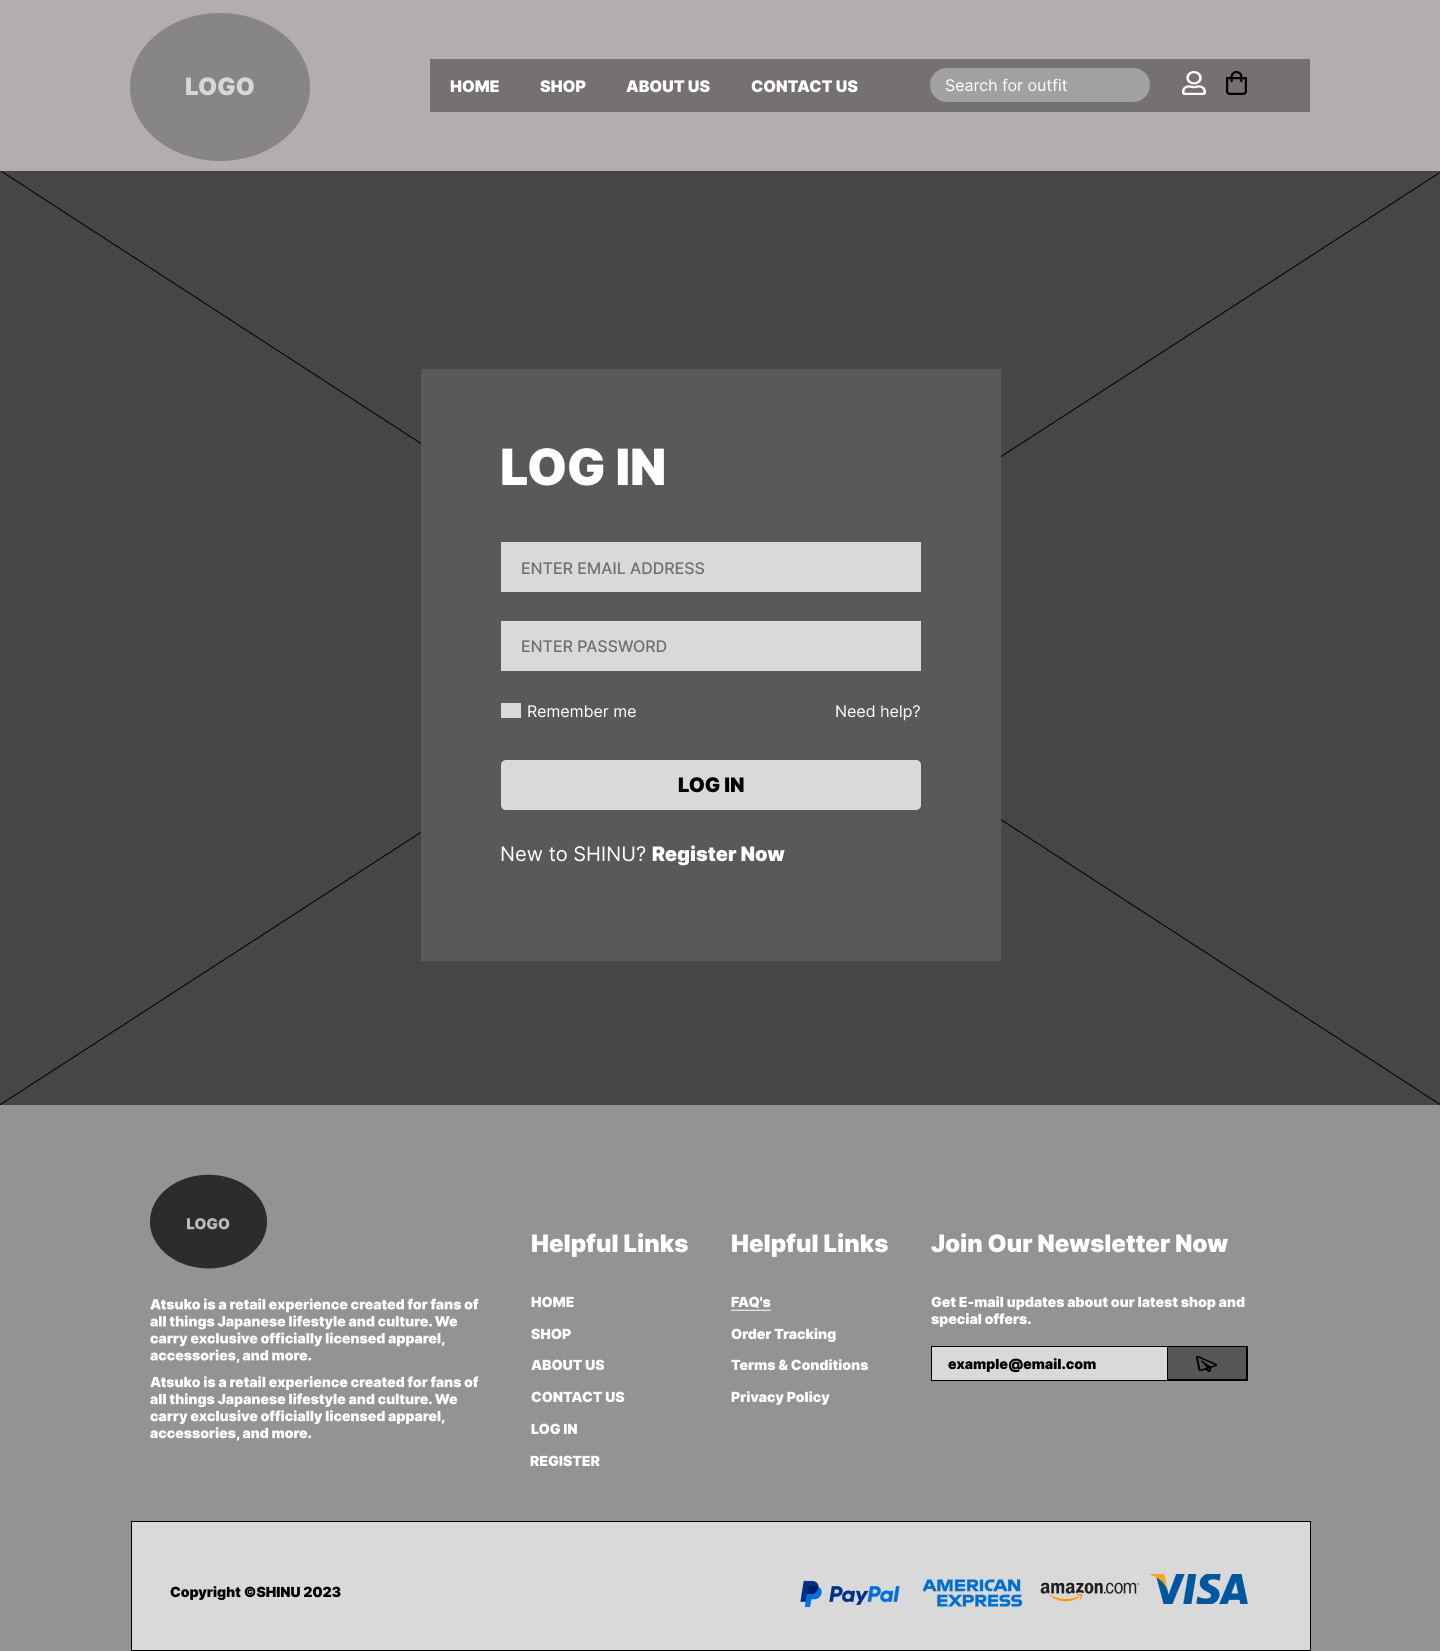 LOGO
HOME SHOP ABOUT US CONTACT US Search for outfit
LOG IN
ENTER EMAIL ADDRESS
ENTER PASSWORD
Remember me Need help?
LOG IN
New to SHINU? Register Now
LOGO
Atsuko is a retail experience created for fans of
all things Japanese lifestyle and culture. We
carry exclusive officially licensed apparel,
accessories, and more.
Atsuko is a retail experience created for fans of
all things Japanese lifestyle and culture. We
carry exclusive officially licensed apparel,
accessories, and more.
Helpful Links
HOME
SHOP
ABOUT US
CONTACT US
LOG IN
REGISTER
Helpful Links
FAQ's
Order Tracking
Terms & Conditions
Privacy Policy
Join Our Newsletter Now
Get E-mail updates about our latest shop and
special offers.
example@email.com
Copyright ©SHINU 2023
PayPal
AMERICAN
EXPRESS
amazon.com
VISA